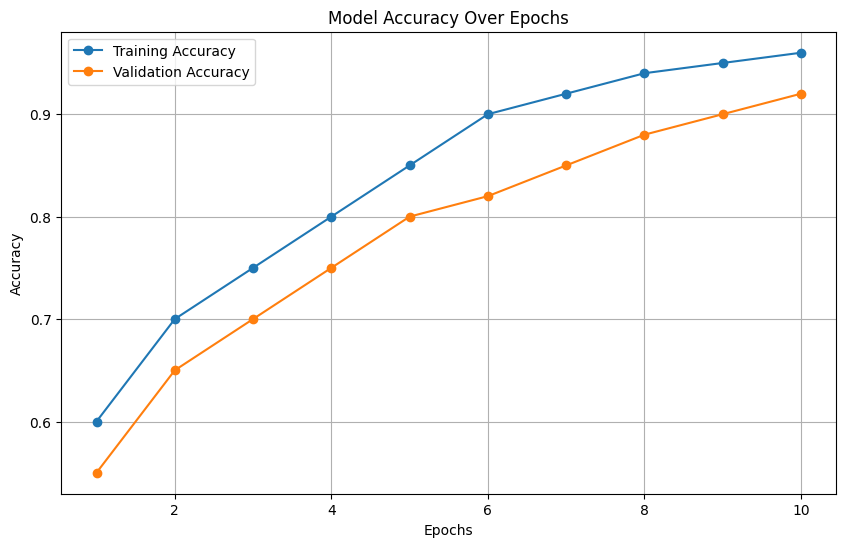 Model Accuracy Over Epochs
Training Accuracy
Validation Accuracy
Accuracy
0.9
0.8
0.7
0.6
2 4 6 8 10
Epochs